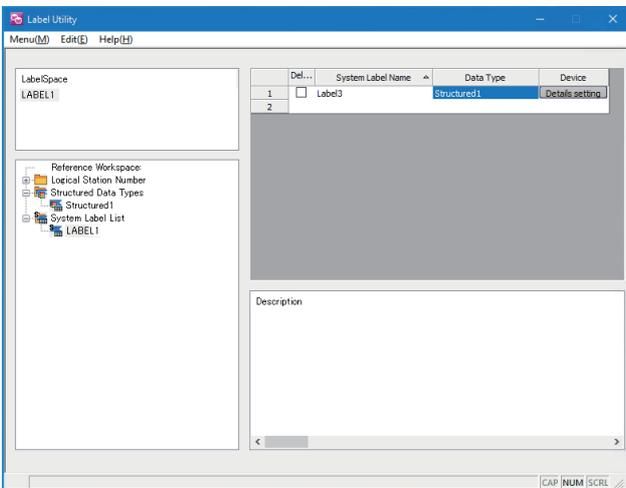 Label Utility
Menu(M) Edit(E) Help(H)
LabelSpace
LABEL1
Reference Workspace:
Logical Station Number
Structured Data Types
Structured1
System Label List
LABEL1
Del... System Label Name Data Type Device
1 Label3 Structured1 Details setting
2
Description
CAP NUM SCRL